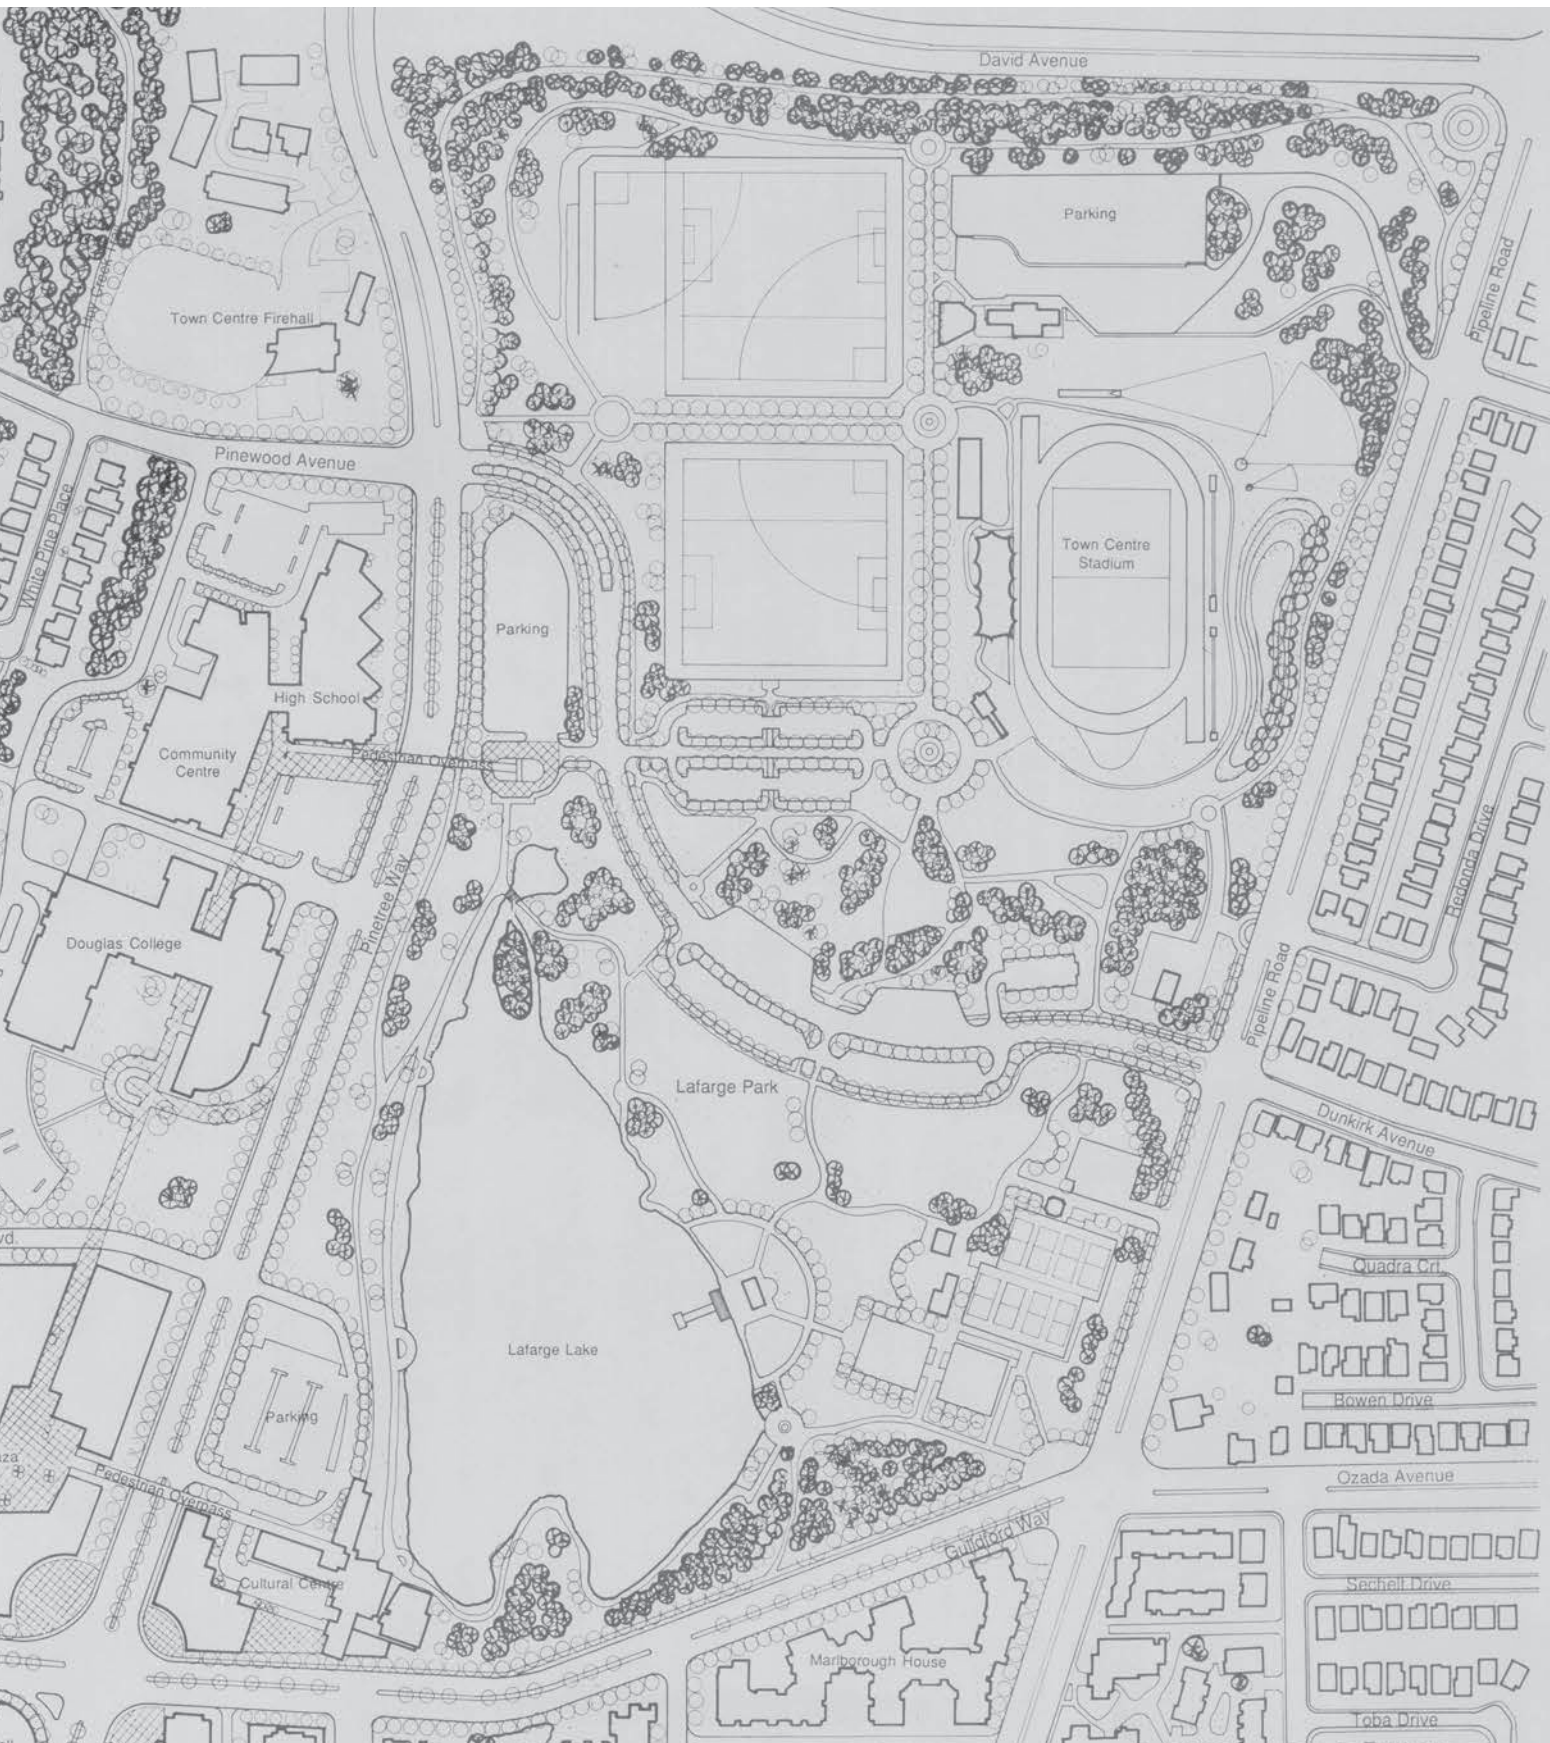 David Avenue
Parking
Pipeline Road
Town Centre Firehall
Pinewood Avenue
White Pine Place
Town Centre
Stadium
Parking
High School
Community
Centre
Pedestrian Overpass
Redonda Drive
Pinetree Way
Douglas College
Pipeline Road
Lafarge Park
Dunkirk Avenue
vd.
Quadra Crt.
Lafarge Lake
Bowen Drive
Parking
aza
Ozada Avenue
Pedestrian Overpass
Guildford Way
Cultural Centre
Sechelt Drive
Marlborough House
Toba Drive